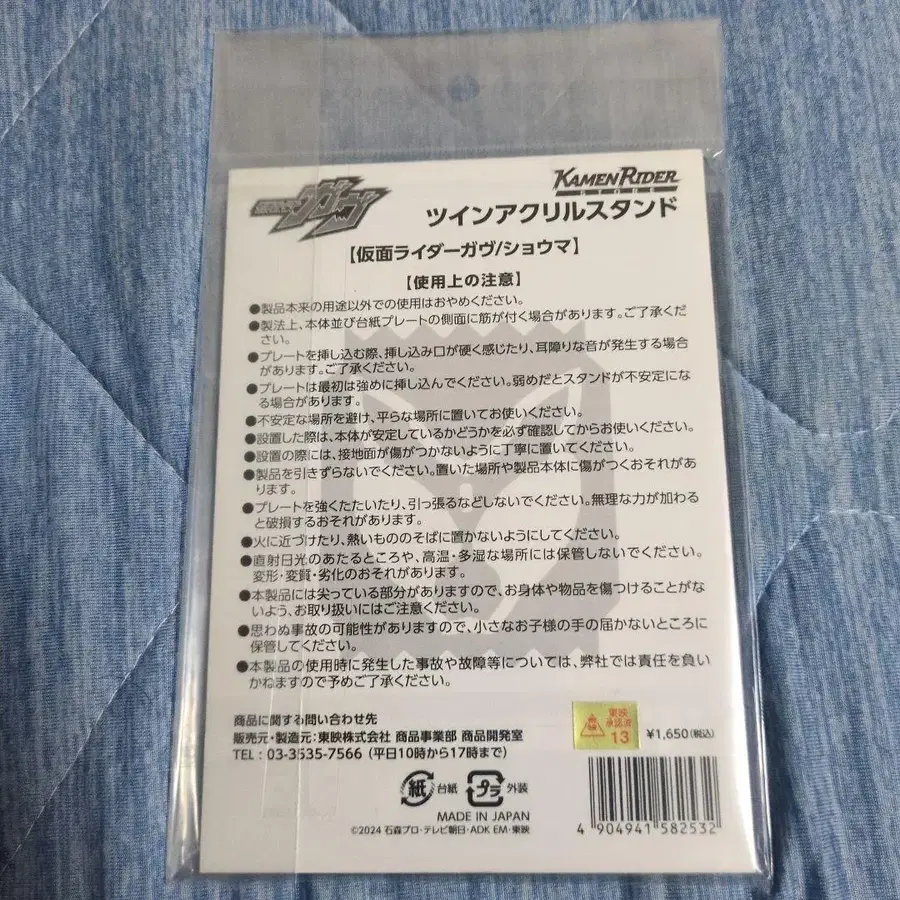 仮面ライダー ガヴ
KAMEN RIDER
STORE
ツインアクリルスタンド
【仮面ライダーガヴ/ショウマ】
【使用上の注意】
●製品本来の用途以外での使用はおやめください。
●製法上、本体並び台紙プレートの側面に筋が付く場合があります。ご了承くだ
さい。
●プレートを挿し込む際、挿し込み口が硬く感じたり、耳障りな音が発生する場合
があります。ご了承ください。
●プレートは最初は強めに挿し込んでください。弱めだとスタンドが不安定にな
る場合があります。
●不安定な場所を避け、平らな場所に置いてお使いください。
●設置した際は、本体が安定しているかどうかを必ず確認してからお使いください。
●設置の際には、接地面が傷がつかないように丁寧に置いてください。
●製品を引きずらないでください。置いた場所や製品本体に傷がつくおそれがあ
ります。
●プレートを強くたたいたり、引っ張るなどしないでください。無理な力が加わる
と破損するおそれがあります。
●火に近づけたり、熱いもののそばに置かないようにしてください。
●直射日光のあたるところや、高温・多湿な場所には保管しないでください。
変形・変質・劣化のおそれがあります。
●本製品には尖っている部分がありますので、お身体や物品を傷つけることがな
いよう、お取り扱いにはご注意ください。
●思わぬ事故の可能性がありますので、小さなお子様の手の届かないところに
保管してください。
●本製品の使用時に発生した事故や故障等については、弊社では責任を負い
かねますので予めご了承ください。
商品に関する問い合わせ先
販売元・製造元:東映株式会社 商品事業部 商品開発室
TEL : 03-3535-7566 (平日10時から17時まで)
東映
承認済
13
¥1,650(税込)
紙 台紙 プラ 外装
MADE IN JAPAN
©2024 石森プロ・テレビ朝日・ADK EM・東映
4 904941 582532